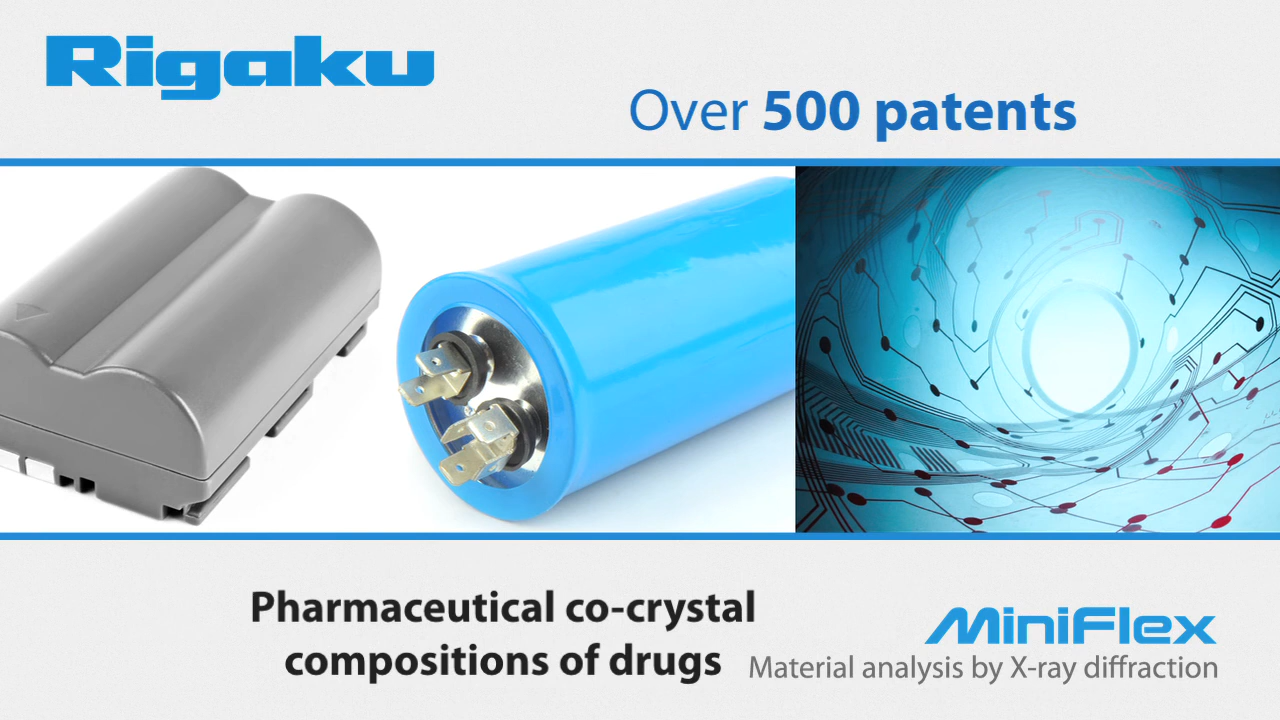 Rigaku
Over 500 patents
Pharmaceutical co-crystal
compositions of drugs
MiniFlex
Material analysis by X-ray diffraction